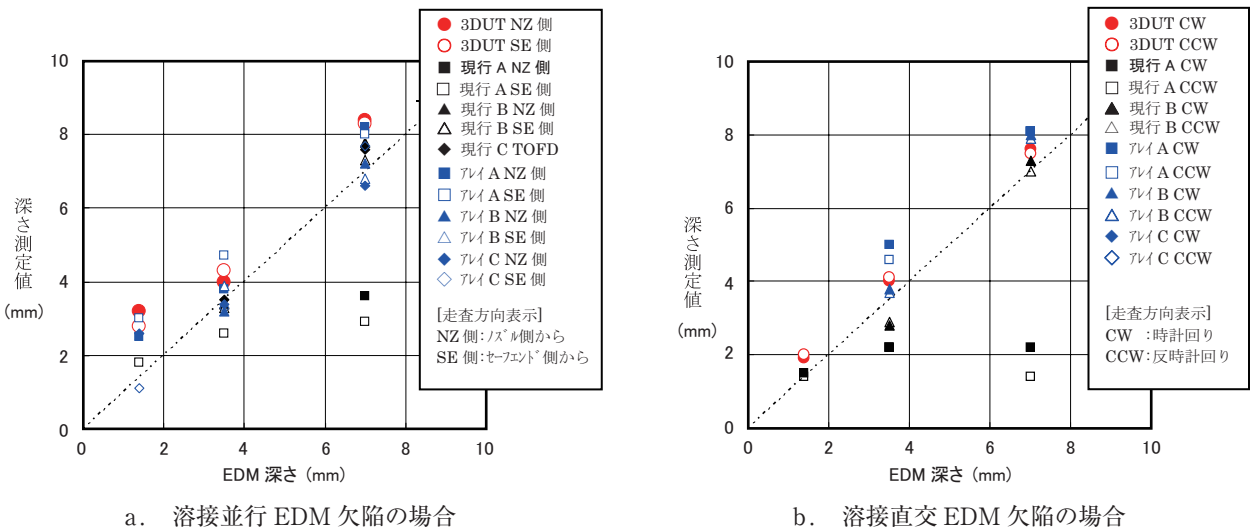 10
8
6
4
2
0
深さ測定値
(mm)
0
2
4
6
8
10
EDM 深さ (mm)
3DUT NZ 側
3DUT SE 側
現行 A NZ 側
現行 A SE 側
現行 B NZ 側
現行 B SE 側
現行 C TOFD
アレイ A NZ 側
アレイ A SE 側
アレイ B NZ 側
アレイ B SE 側
アレイ C NZ 側
アレイ C SE 側
[走査方向表示]
NZ 側:ノズル側から
SE 側:セーフエンド側から
a. 溶接並行 EDM 欠陥の場合
10
8
6
4
2
0
深さ測定値
(mm)
0
2
4
6
8
10
EDM 深さ (mm)
3DUT CW
3DUT CCW
現行 A CW
現行 A CCW
現行 B CW
現行 B CCW
アレイ A CW
アレイ A CCW
アレイ B CW
アレイ B CCW
アレイ C CW
アレイ C CCW
[走査方向表示]
CW :時計回り
CCW:反時計回り
b. 溶接直交 EDM 欠陥の場合